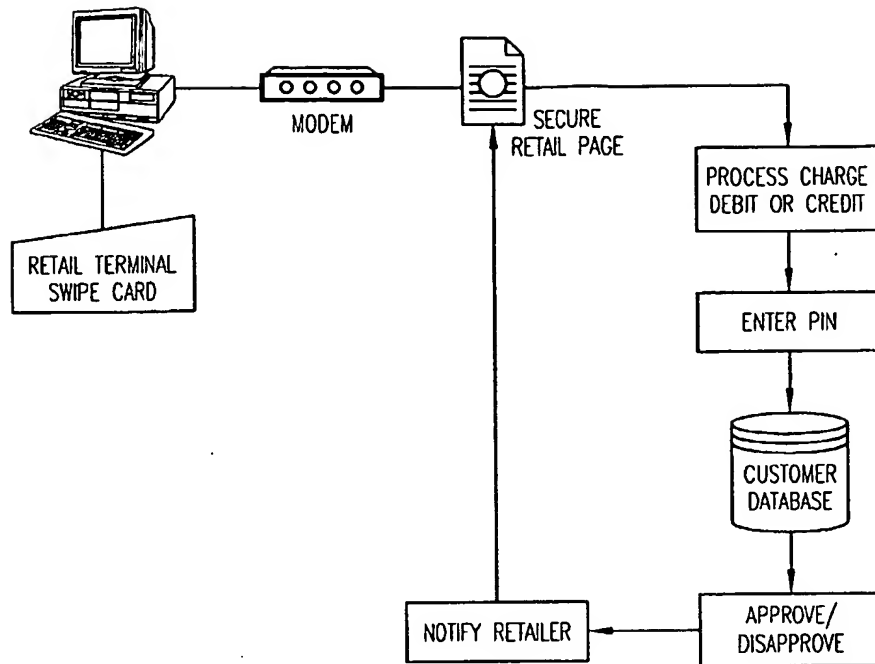 MODEM
SECURE
RETAIL PAGE
PROCESS CHARGE
DEBIT OR CREDIT
RETAIL TERMINAL
SWIPE CARD
ENTER PIN
CUSTOMER
DATABASE
NOTIFY RETAILER
APPROVE/
DISAPPROVE